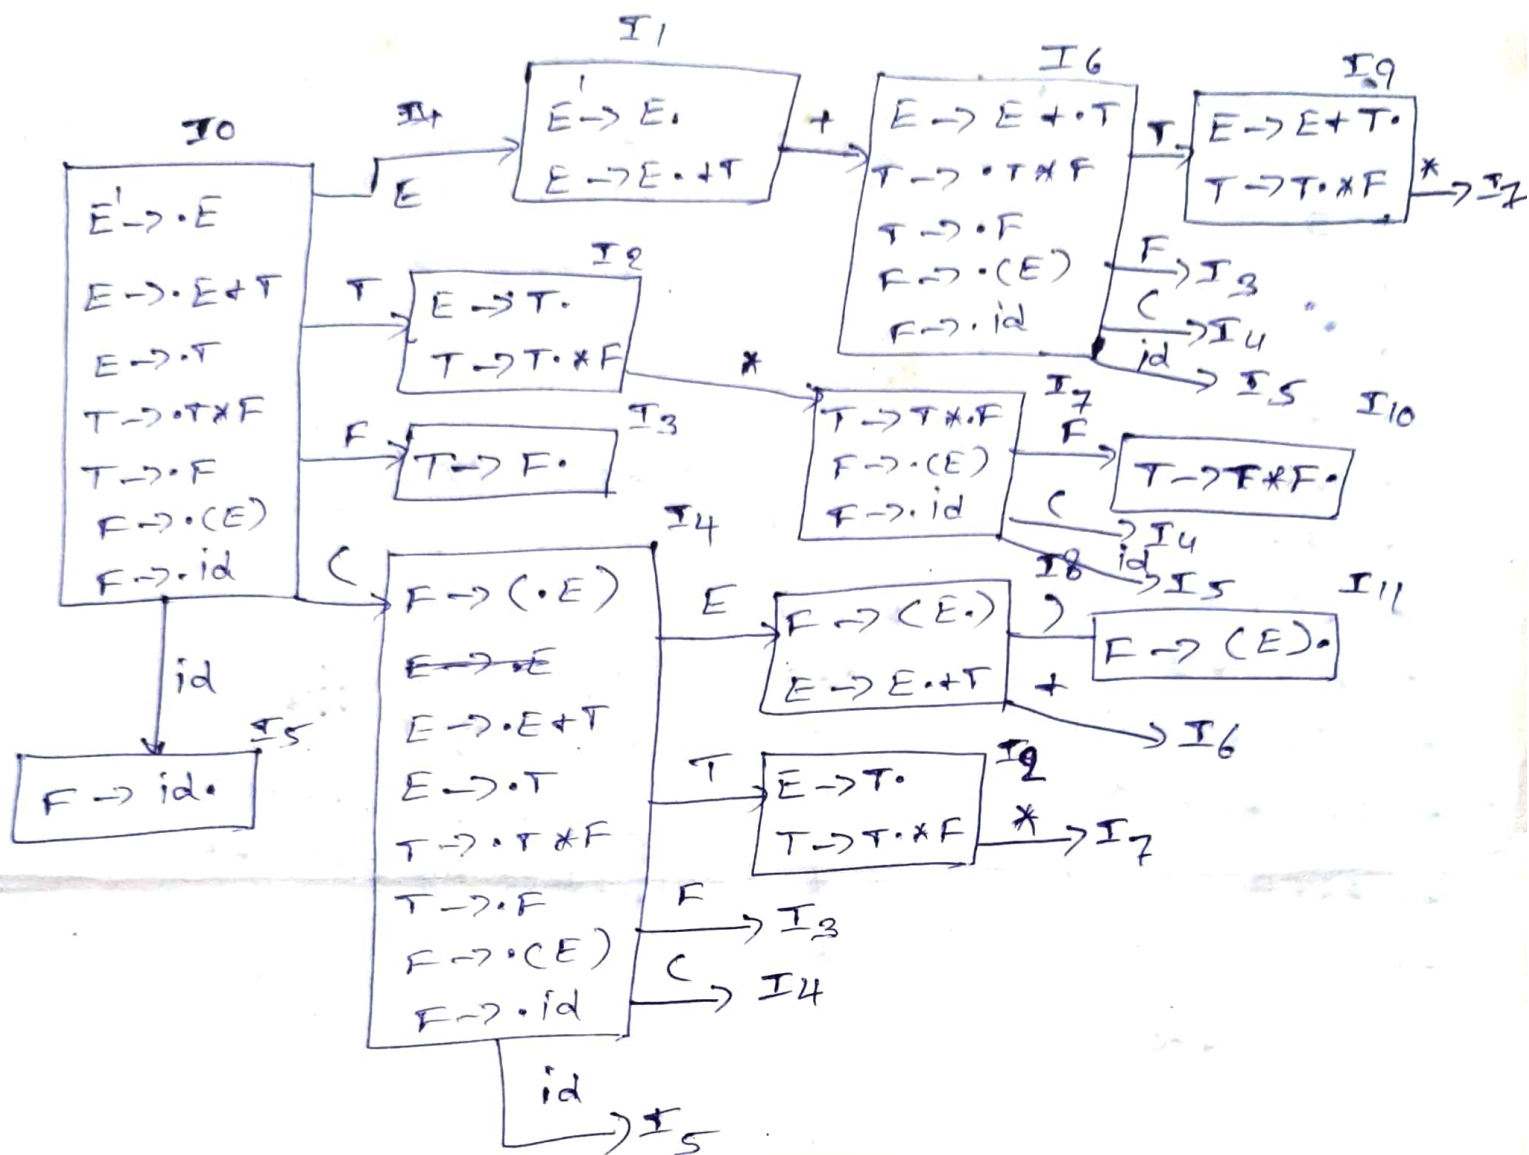 I0
E' -> .E
E -> .E+T
E -> .T
T -> .T*F
T -> .F
F -> .(E)
F -> .id
E
I1
E' -> E.
E -> E.+T
+
I6
E -> E+.T
T -> .T*F
T -> .F
F -> .(E)
F -> .id
T
I9
E -> E+T.
T -> T.*F
* -> I7
F -> I3
( -> I4
id -> I5
T
I2
E -> T.
T -> T.*F
*
I7
T -> T*.F
F -> .(E)
F -> .id
F
I10
T -> T*F.
( -> I4
id -> I5
F
I3
T -> F.
(
I4
F -> (.E)
E -> .E
E -> .E+T
E -> .T
T -> .T*F
T -> .F
F -> .(E)
F -> .id
E
I8
F -> (E.)
E -> E.+T
)
I11
F -> (E).
+ -> I6
T
I2
E -> T.
T -> T.*F
* -> I7
F -> I3
( -> I4
id -> I5
id
I5
F -> id.